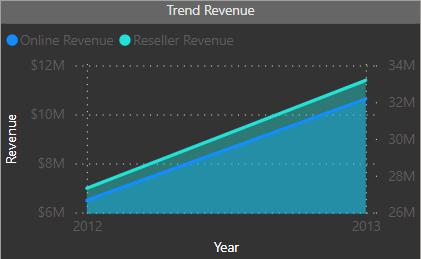 Trend Revenue
Online Revenue Reseller Revenue
$12M 34M
$10M 32M
30M
$8M 28M
$6M 26M
Revenue
2012 2013
Year